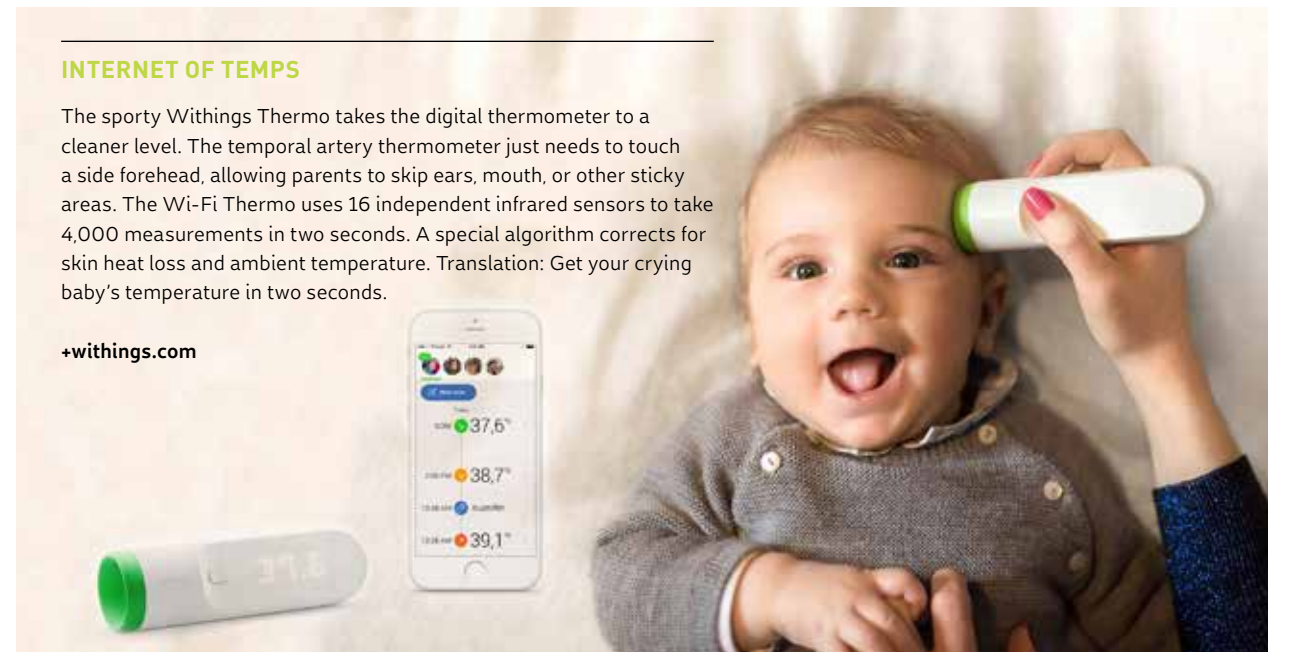 INTERNET OF TEMPS
The sporty Withings Thermo takes the digital thermometer to a
cleaner level. The temporal artery thermometer just needs to touch
a side forehead, allowing parents to skip ears, mouth, or other sticky
areas. The Wi-Fi Thermo uses 16 independent infrared sensors to take
4,000 measurements in two seconds. A special algorithm corrects for
skin heat loss and ambient temperature. Translation: Get your crying
baby’s temperature in two seconds.
+withings.com
37,6°
38,7°
39,1°